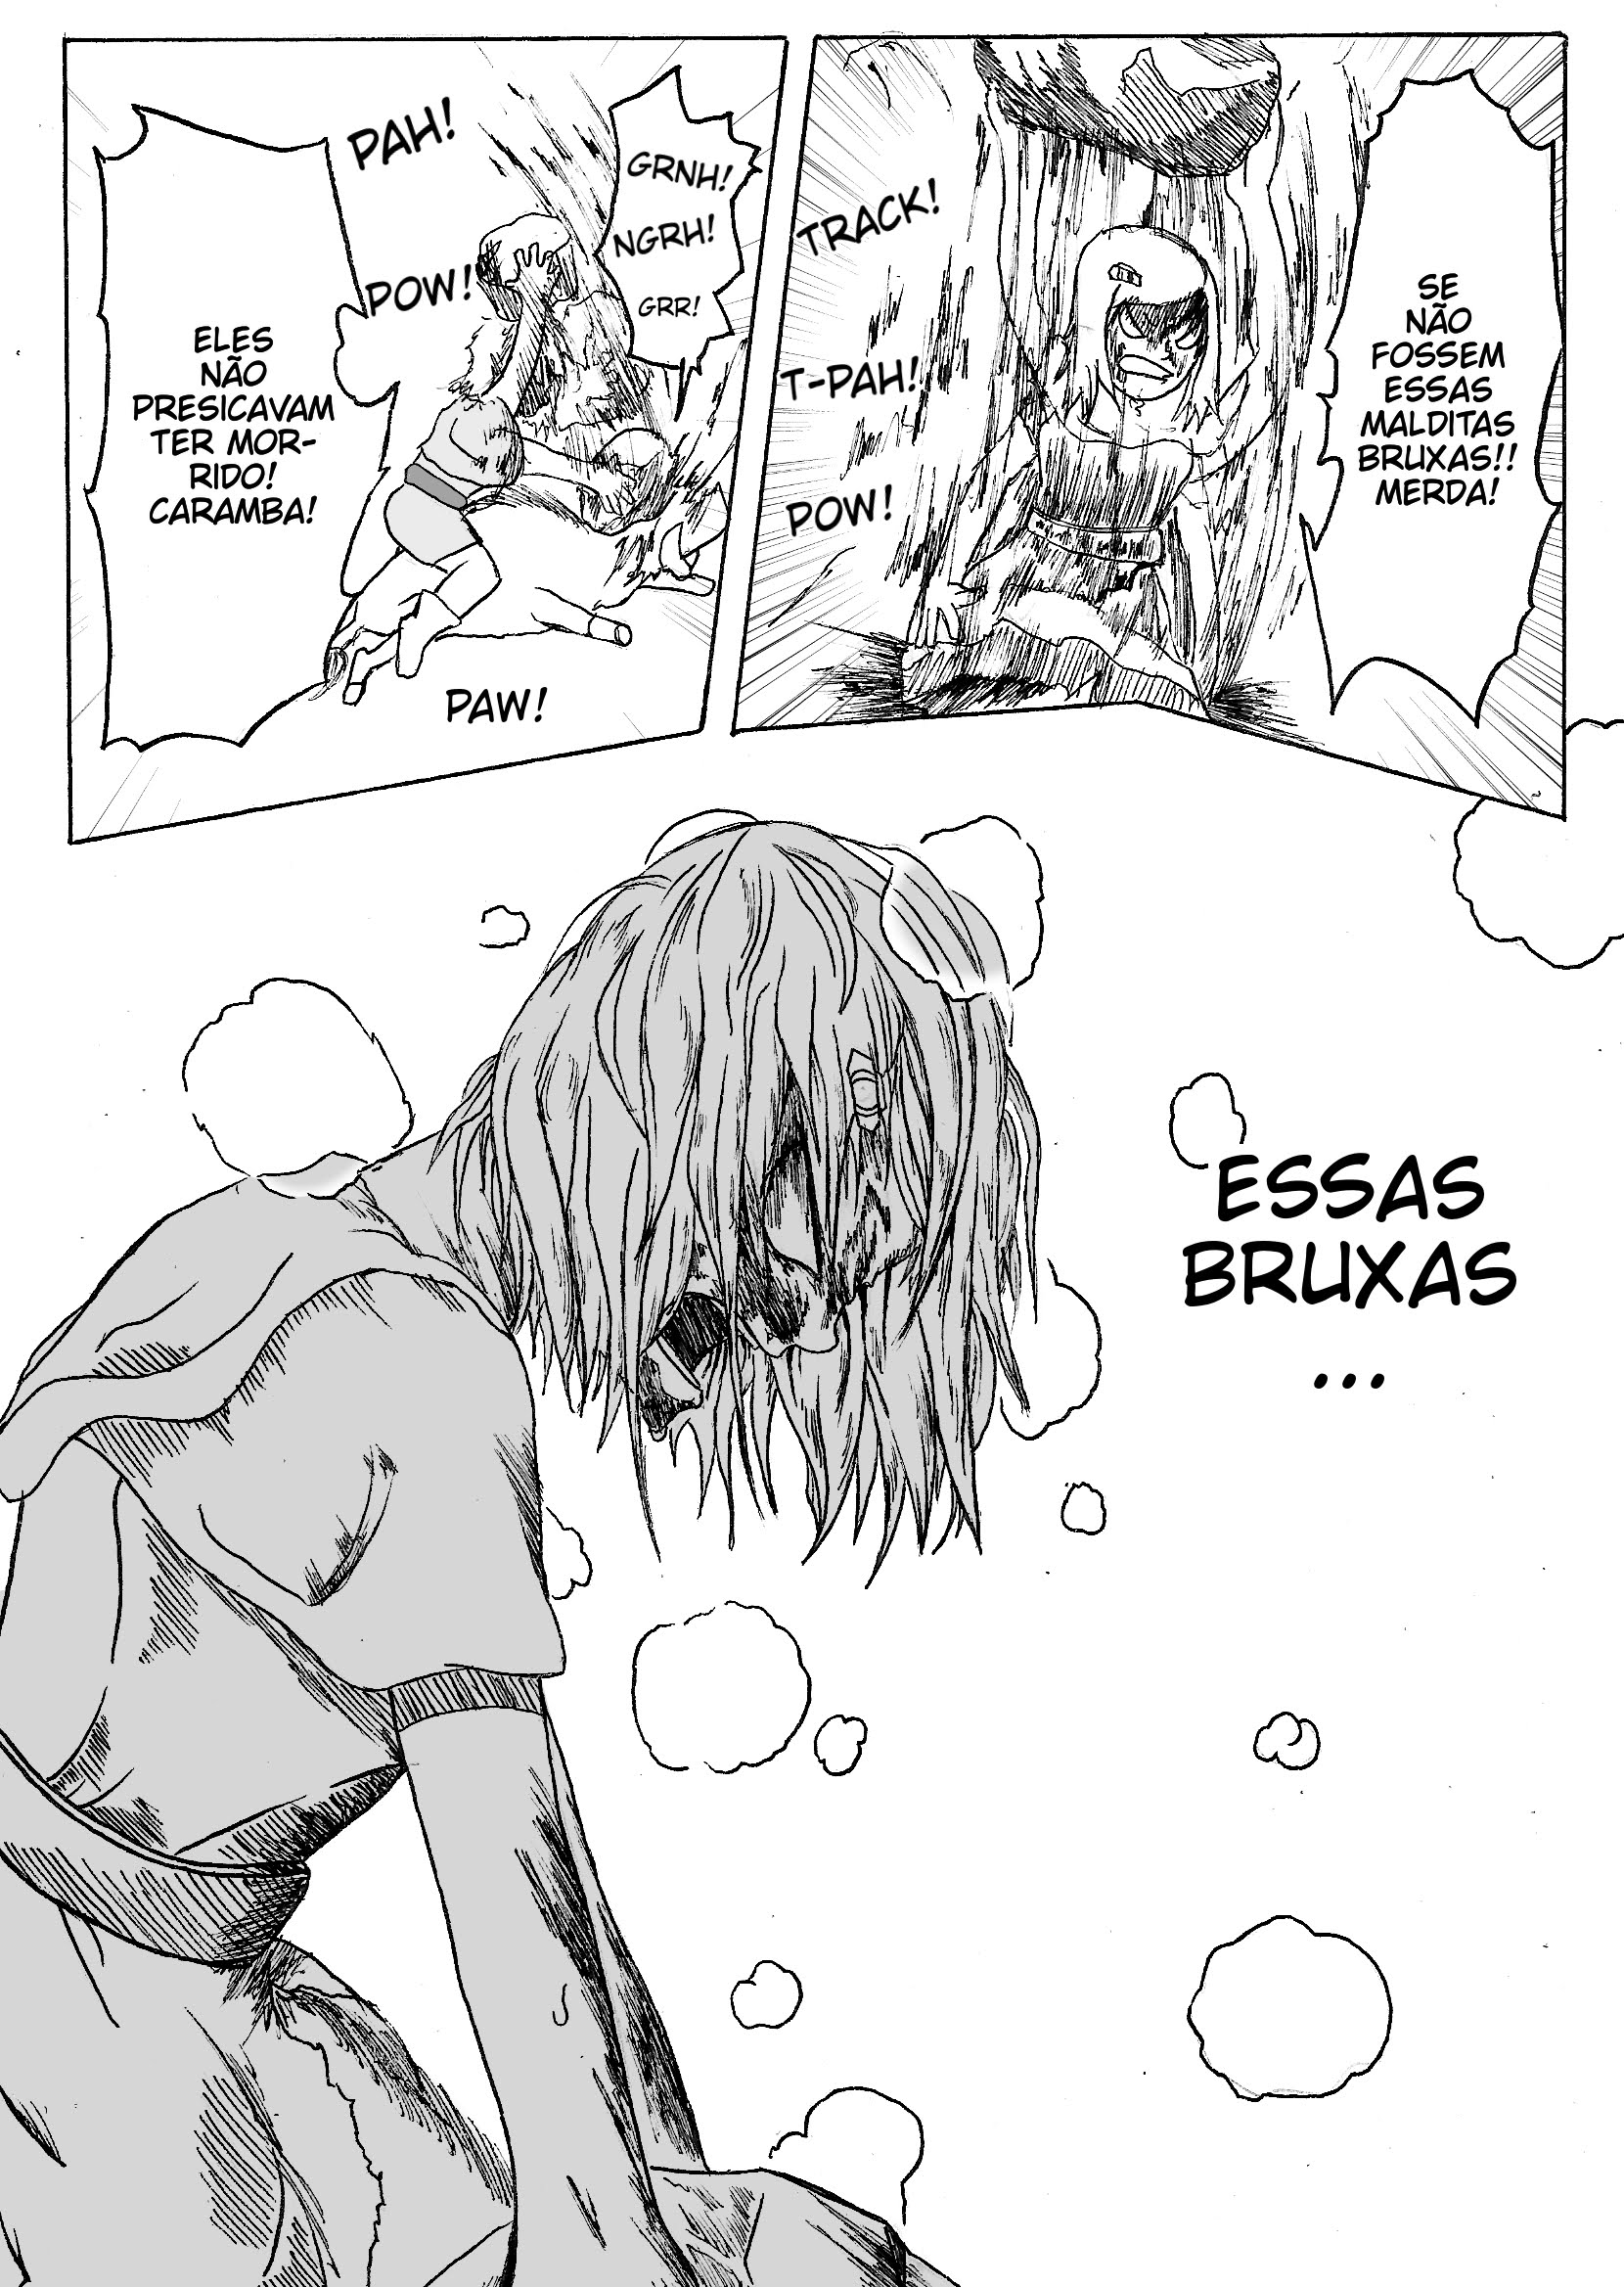 SE
NÃO
FOSSEM
ESSAS
MALDITAS
BRUXAS!!
MERDA!
TRACK!
T-PAH!
POW!
GRNH!
NGRH!
GRR!
PAH!
POW!
ELES
NÃO
PRESICAVAM
TER MOR-
RIDO!
CARAMBA!
PAW!
ESSAS
BRUXAS
...